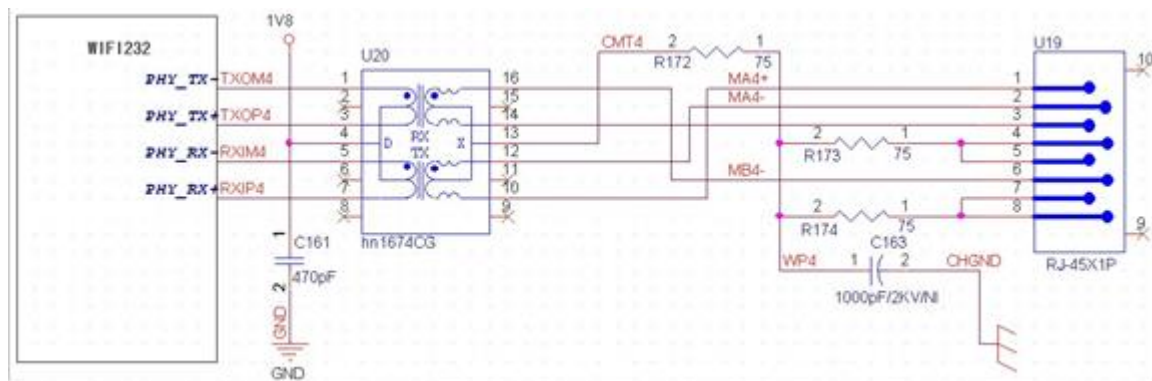 1V8
CMT4
2
1
R172
75
U19
10
WIFI232
U20
PHY_TX-
TXOM4
1
16
MA4+
1
2
15
MA4-
2
PHY_TX+
TXOP4
3
14
3
RX
2
1
4
D
X
13
4
TX
R173
75
PHY_RX-
RXIM4
5
12
5
6
11
MB4-
6
PHY_RX+
RXIP4
7
10
7
2
1
8
9
8
R174
75
9
hn1674CG
C163
1
C161
WP4
1
2
CHGND
RJ-45X1P
470pF
2
1000pF/2KV/NI
GND
GND